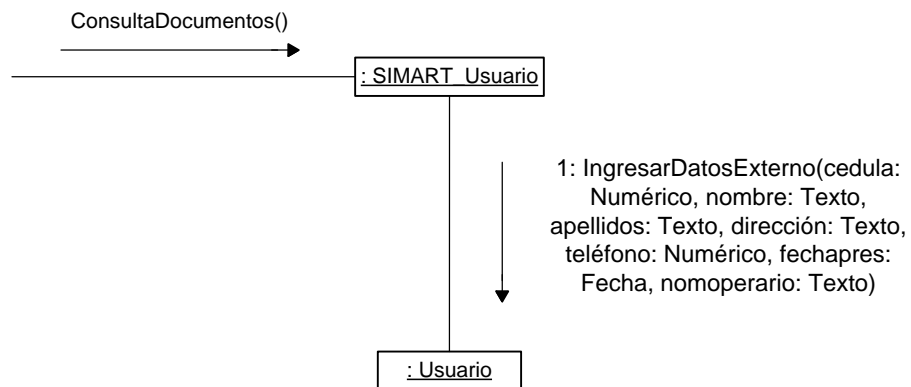 ConsultaDocumentos()
: SIMART_Usuario
1: IngresarDatosExterno(cedula:
Numérico, nombre: Texto,
apellidos: Texto, dirección: Texto,
teléfono: Numérico, fechapres:
Fecha, nomoperario: Texto)
: Usuario